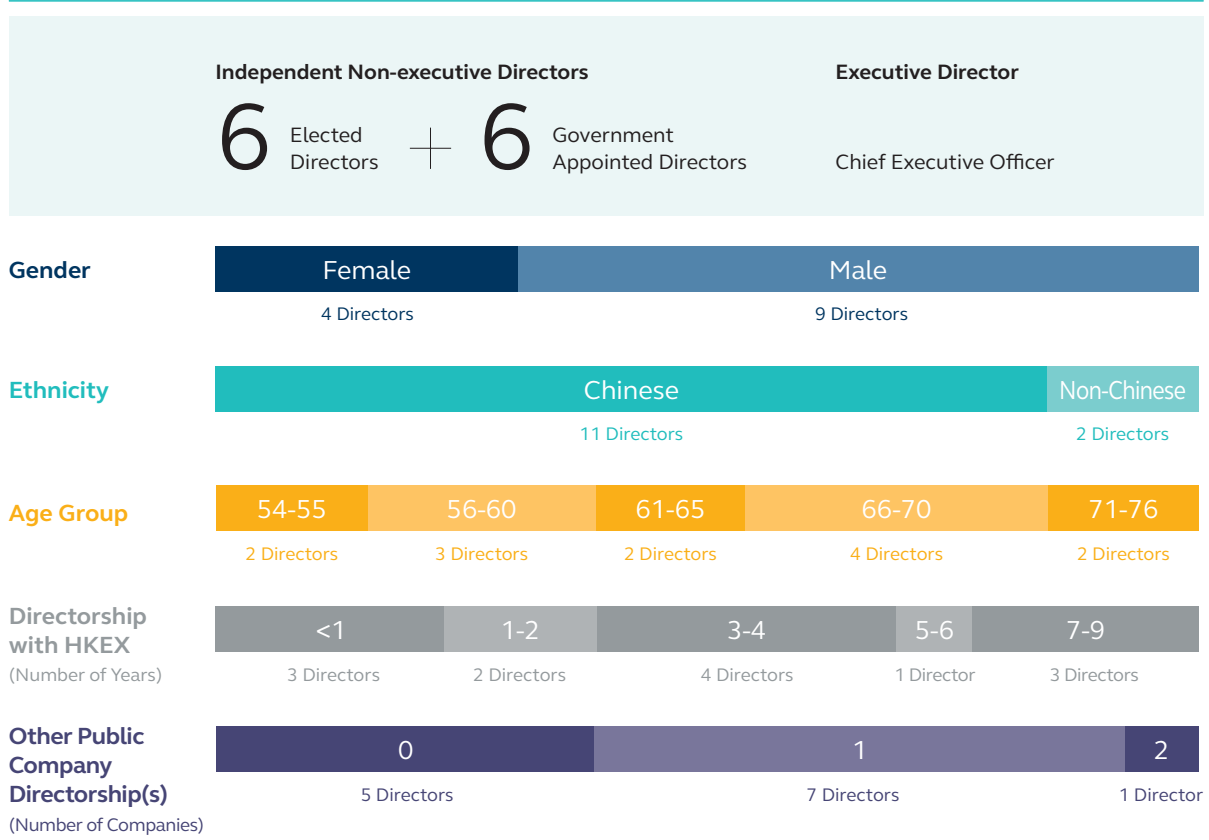 Independent Non-executive Directors
Executive Director
6 Elected Directors + 6 Government Appointed Directors
Chief Executive Officer
Gender
Female
Male
4 Directors
9 Directors
Ethnicity
Chinese
Non-Chinese
11 Directors
2 Directors
Age Group
54-55
56-60
61-65
66-70
71-76
2 Directors
3 Directors
2 Directors
4 Directors
2 Directors
Directorship
with HKEX
(Number of Years)
<1
1-2
3-4
5-6
7-9
3 Directors
2 Directors
4 Directors
1 Director
3 Directors
Other Public
Company
Directorship(s)
(Number of Companies)
0
1
2
5 Directors
7 Directors
1 Director